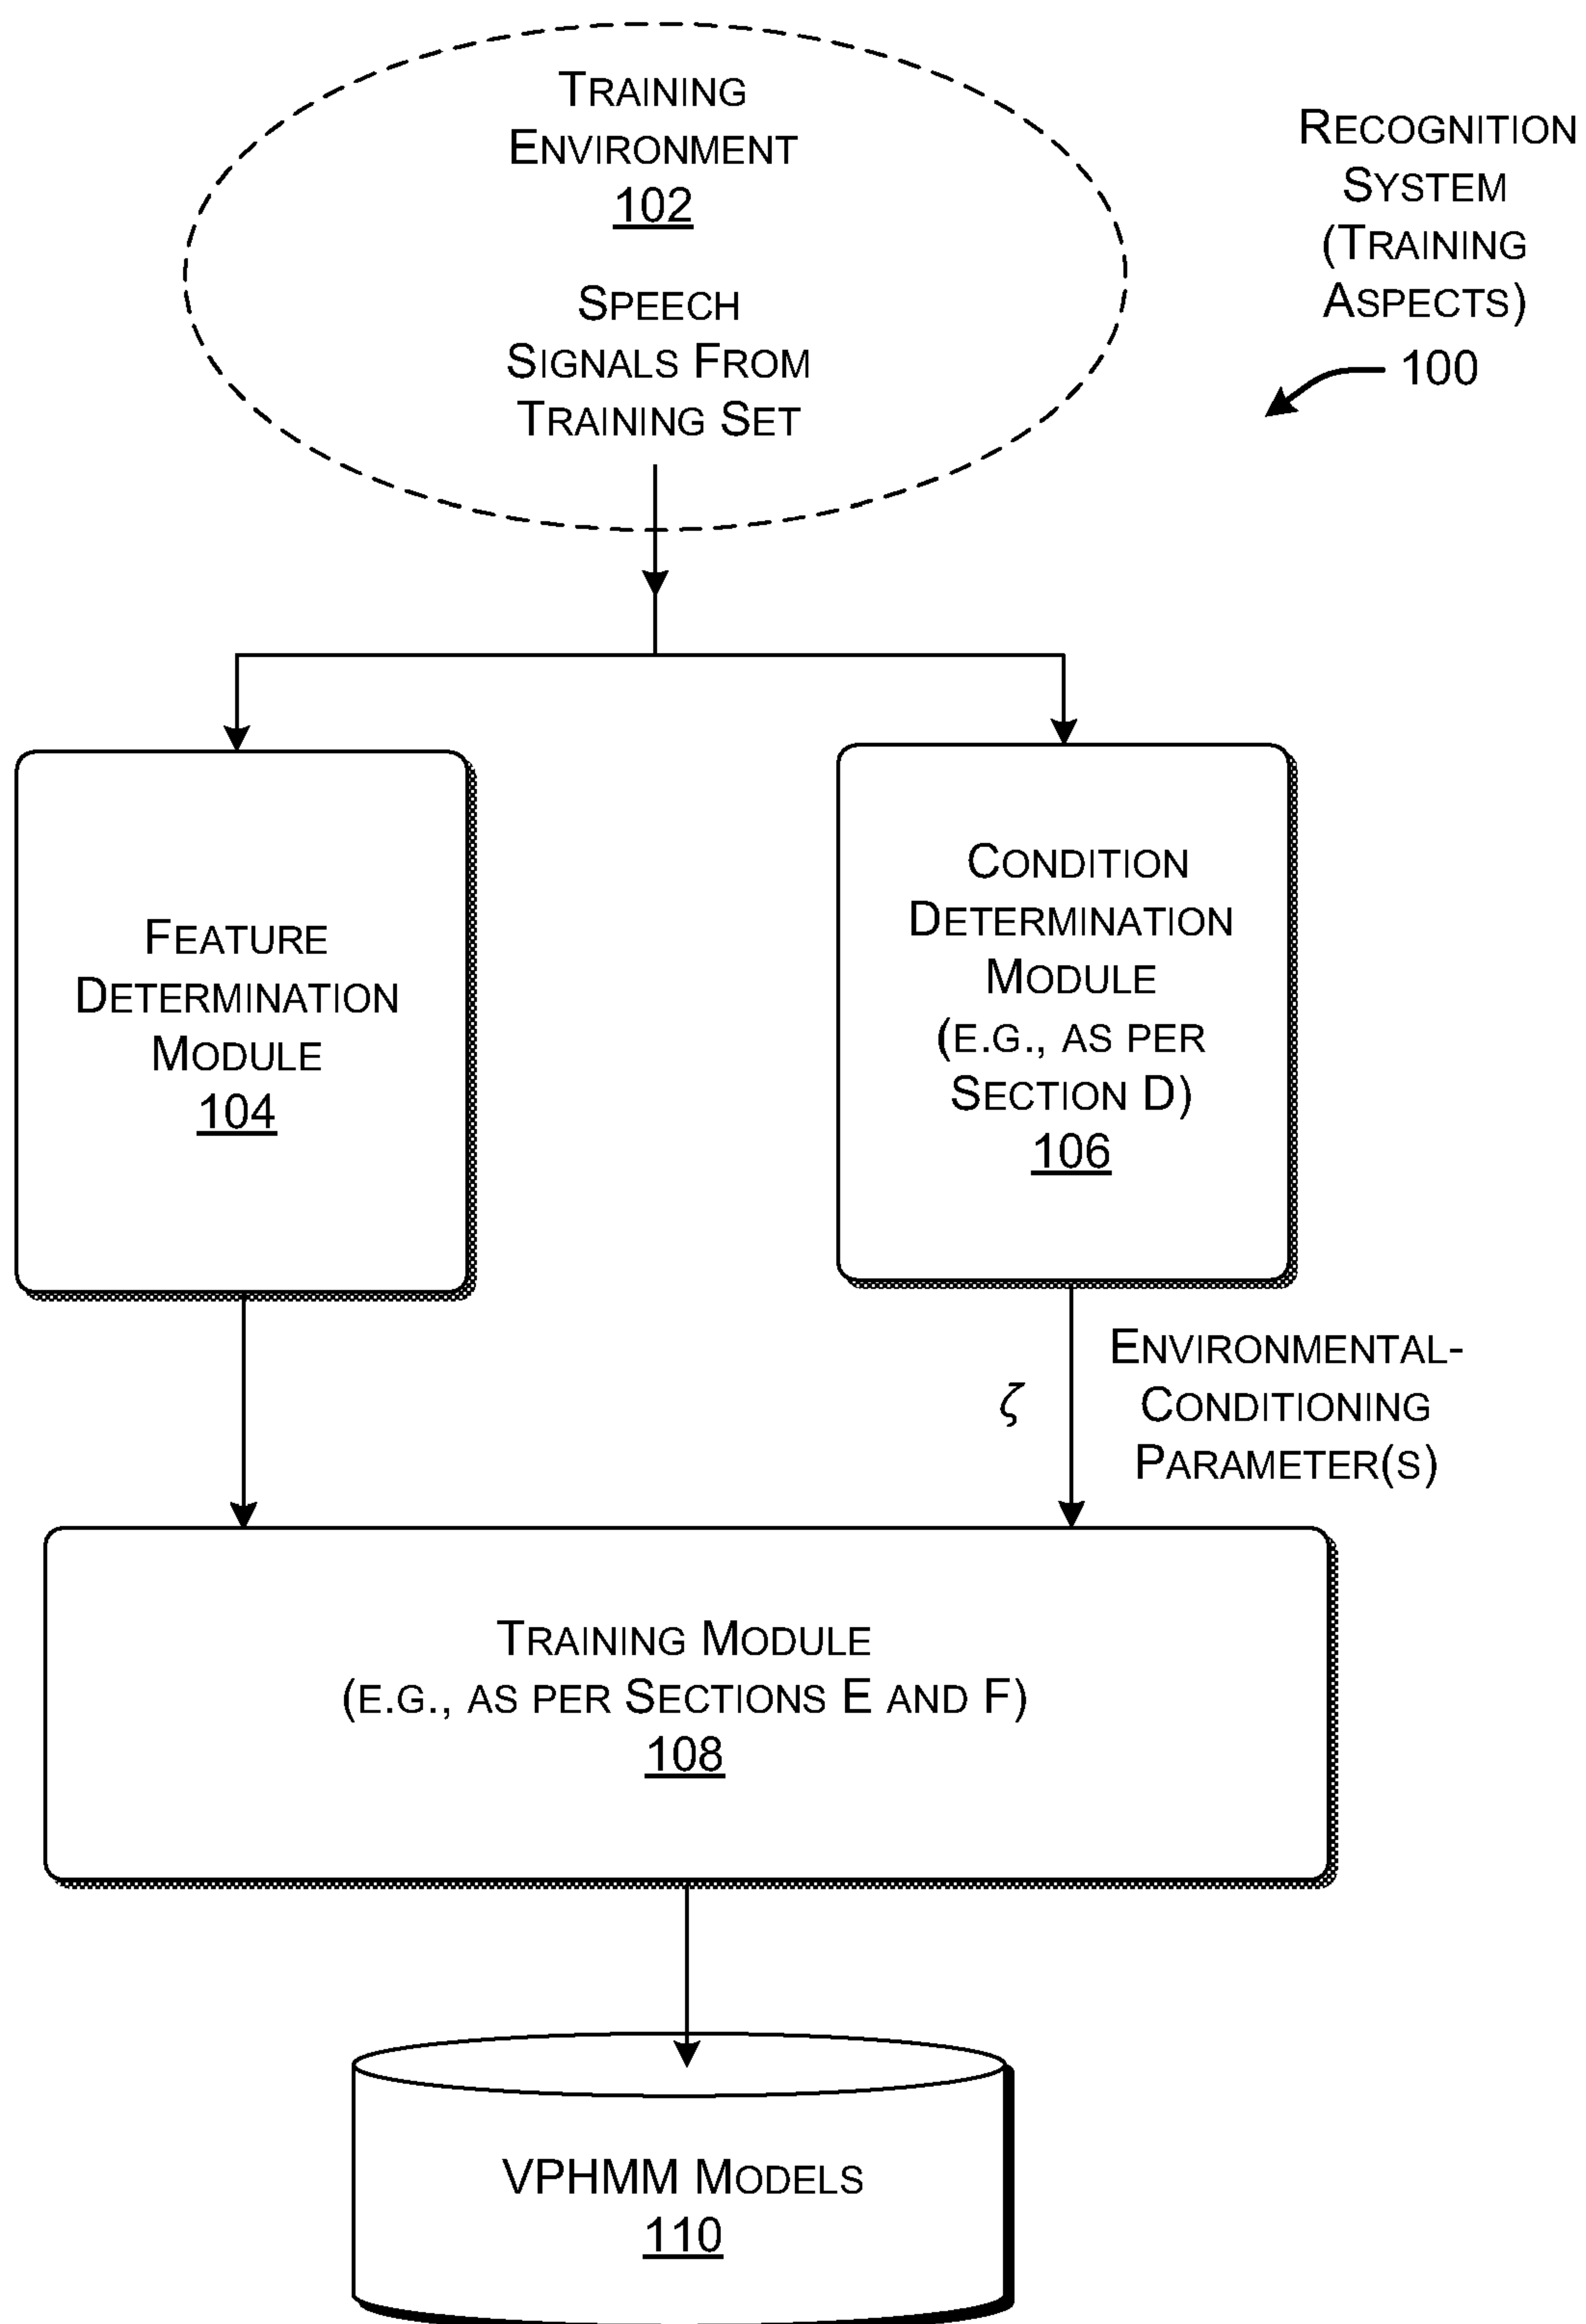 TRAINING
ENVIRONMENT
102
SPEECH
SIGNALS FROM
TRAINING SET
RECOGNITION
SYSTEM
(TRAINING
ASPECTS)
100
FEATURE
DETERMINATION
MODULE
104
CONDITION
DETERMINATION
MODULE
(E.G., AS PER
SECTION D)
106
ζ
ENVIRONMENTAL-
CONDITIONING
PARAMETER(S)
TRAINING MODULE
(E.G., AS PER SECTIONS E AND F)
108
VPHMM MODELS
110